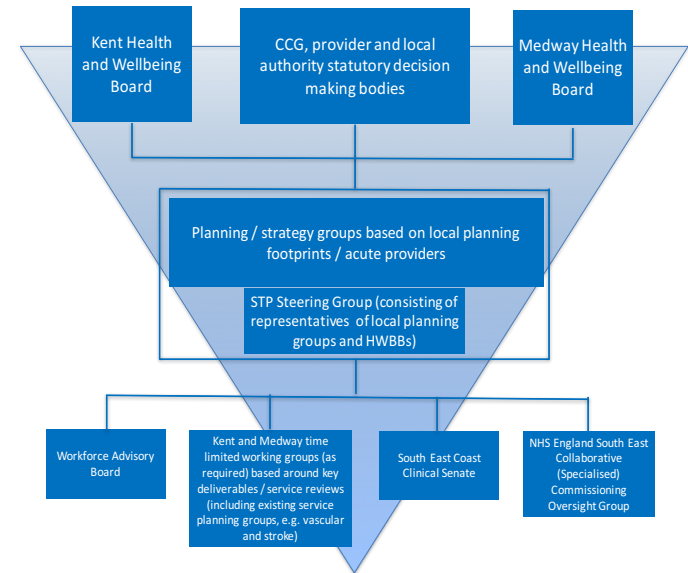 Kent Health
and Wellbeing
Board
CCG, provider and local
authority statutory decision
making bodies
Medway Health
and Wellbeing
Board
Planning / strategy groups based on local planning
footprints / acute providers
STP Steering Group (consisting of
representatives of local planning
groups and HWBBs)
Workforce Advisory
Board
Kent and Medway time
limited working groups (as
required) based around key
deliverables / service reviews
(including existing service
planning groups, e.g. vascular
and stroke)
South East Coast
Clinical Senate
NHS England South East
Collaborative
(Specialised)
Commissioning
Oversight Group